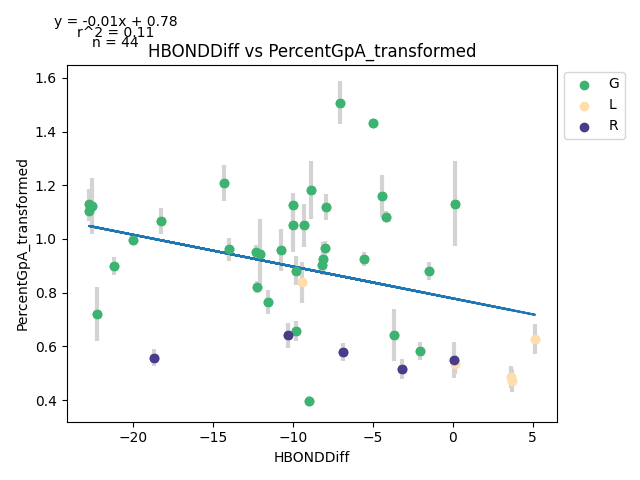 y = -0.01x + 0.78
r^2 = 0.11
n = 44
HBONDDiff vs PercentGpA_transformed
G
L
R
1.6
1.4
1.2
1.0
0.8
0.6
0.4
PercentGpA_transformed
−20
−15
−10
−5
0
5
HBONDDiff